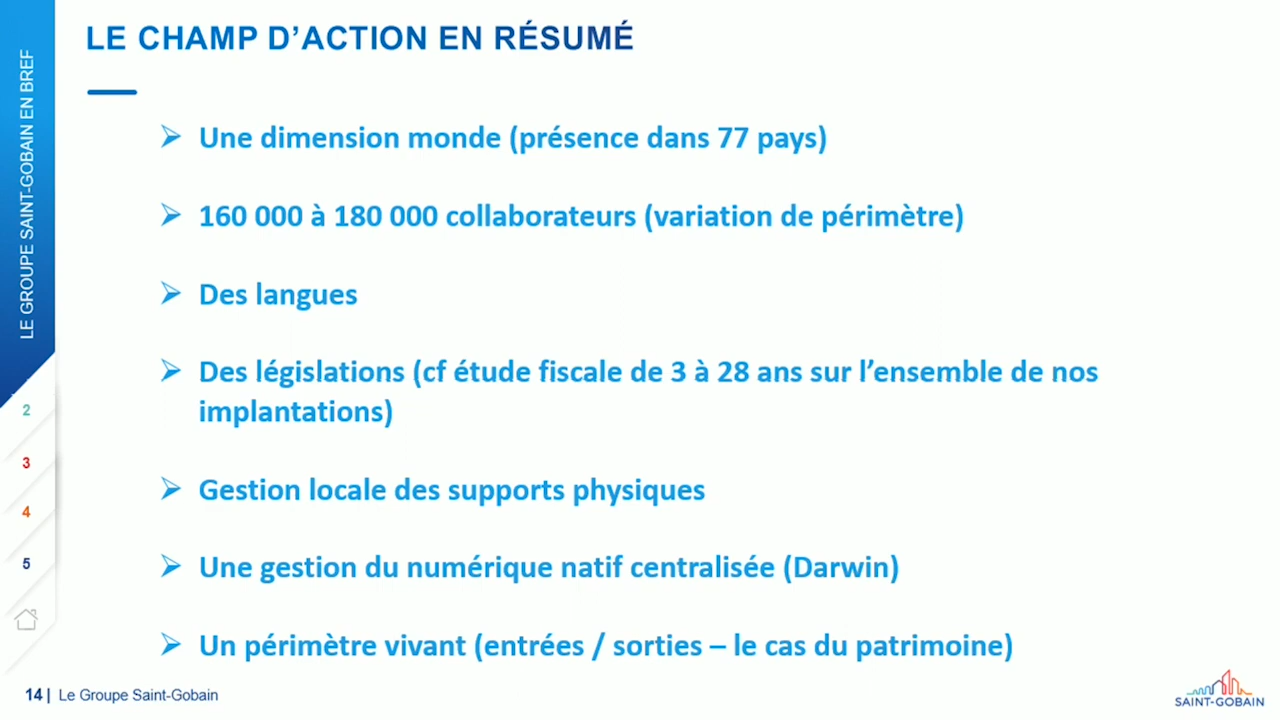 LE CHAMP D’ACTION EN RÉSUMÉ
LE GROUPE SAINT-GOBAIN EN BREF
Une dimension monde (présence dans 77 pays)
160 000 à 180 000 collaborateurs (variation de périmètre)
Des langues
Des législations (cf étude fiscale de 3 à 28 ans sur l’ensemble de nos
implantations)
Gestion locale des supports physiques
Une gestion du numérique natif centralisée (Darwin)
Un périmètre vivant (entrées / sorties – le cas du patrimoine)
2
3
4
5
14 | Le Groupe Saint-Gobain
SAINT-GOBAIN